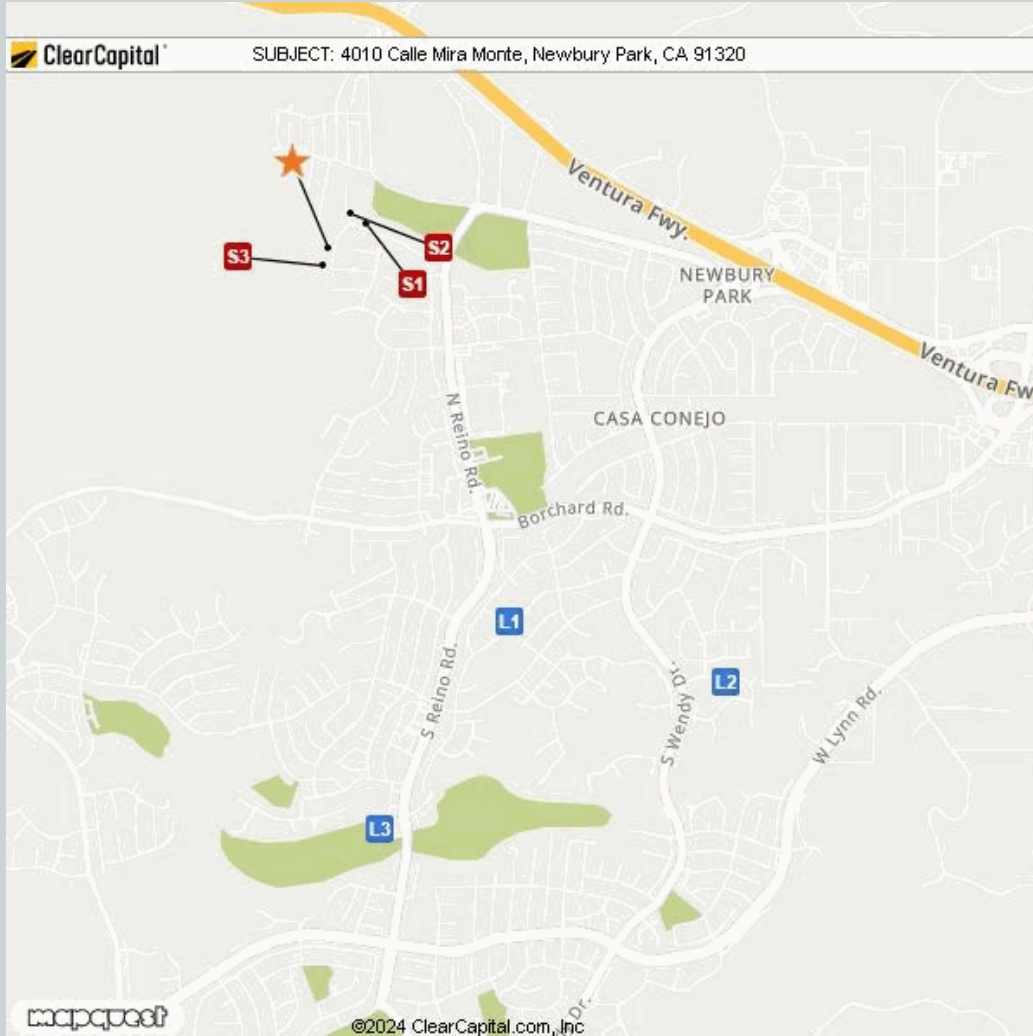 ClearCapital
SUBJECT: 4010 Calle Mira Monte, Newbury Park, CA 91320
Ventura Fwy.
S2
S3
S1
NEWBURY
PARK
Ventura Fw
N Reino Rd.
CASA CONEJO
Borchard Rd.
L1
S Reino Rd.
L2
S Wendy Dr.
W Lynn Rd.
L3
Dr.
mapquest
©2024 ClearCapital.com, Inc